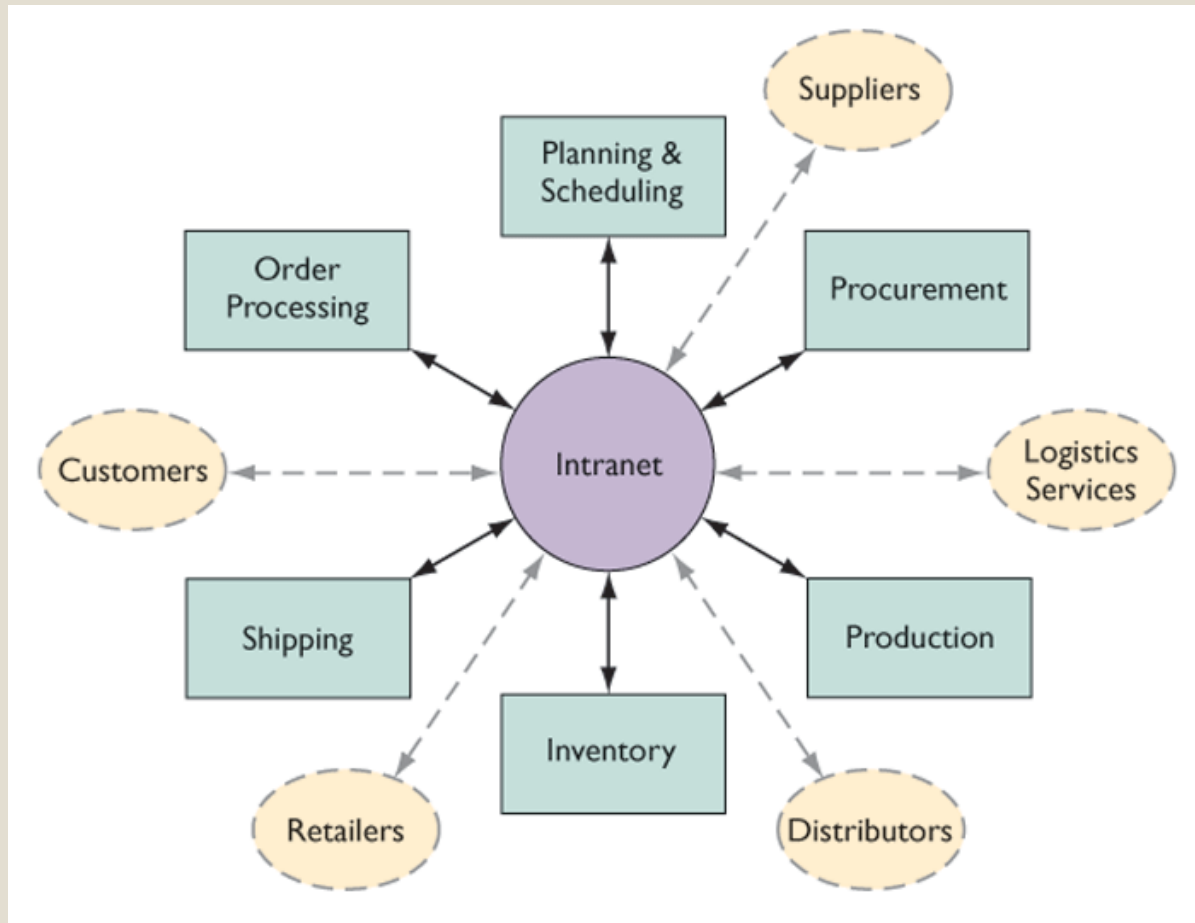 Suppliers
Planning &
Scheduling
Order
Processing
Procurement
Customers
Intranet
Logistics
Services
Shipping
Production
Inventory
Retailers
Distributors